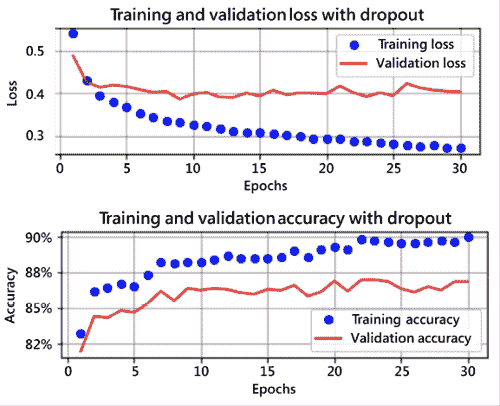 Training and validation loss with dropout
0.5
0.4
0.3
Loss
Training loss
Validation loss
0 5 10 15 20 25 30
Epochs
Training and validation accuracy with dropout
90%
88%
85%
82%
Accuracy
Training accuracy
Validation accuracy
0 5 10 15 20 25 30
Epochs